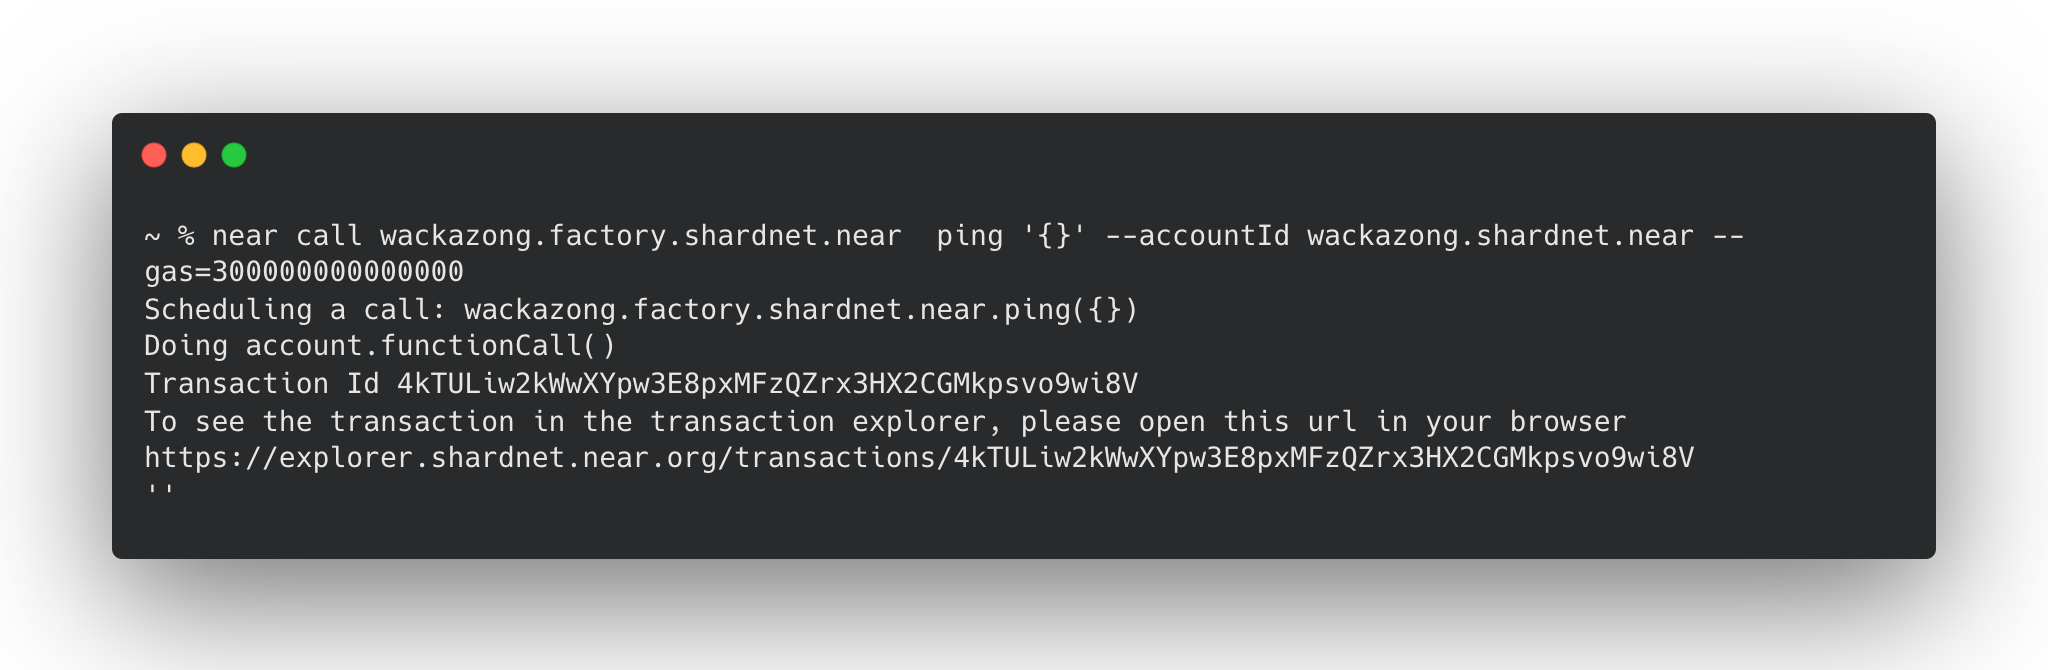 ~ % near call wackazong.factory.shardnet.near  ping '{}' --accountId wackazong.shardnet.near --
gas=300000000000000
Scheduling a call: wackazong.factory.shardnet.near.ping({})
Doing account.functionCall()
Transaction Id 4kTULiw2kWwXYpw3E8pxMFzQZrx3HX2CGMkpsvo9wi8V
To see the transaction in the transaction explorer, please open this url in your browser
https://explorer.shardnet.near.org/transactions/4kTULiw2kWwXYpw3E8pxMFzQZrx3HX2CGMkpsvo9wi8V
''